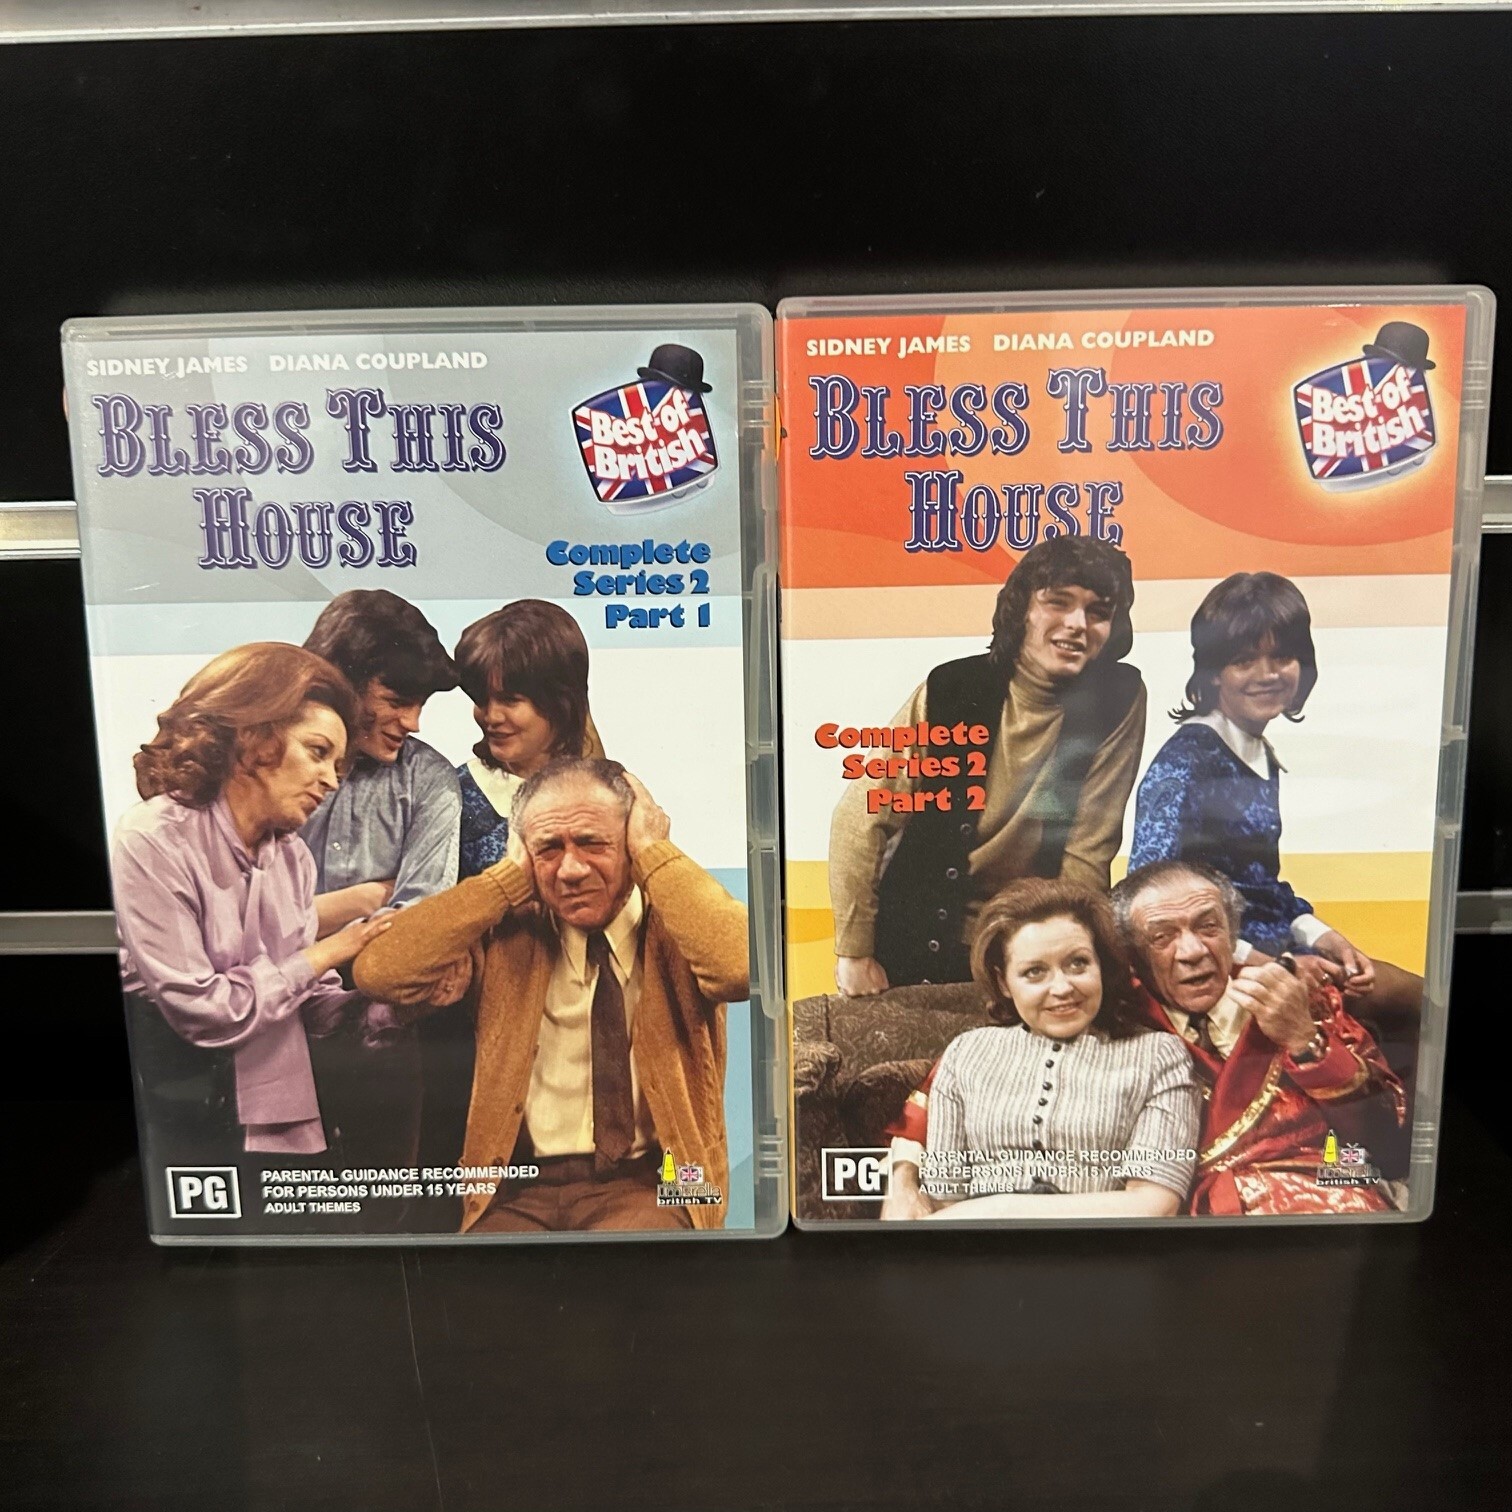 SIDNEY JAMES DIANA COUPLAND
BLESS THIS
HOUSE
Best of
British
Complete
Series 2
Part 1
PG
PARENTAL GUIDANCE RECOMMENDED
FOR PERSONS UNDER 15 YEARS
ADULT THEMES
umbrella
british TV
SIDNEY JAMES DIANA COUPLAND
BLESS THIS
HOUSE
Best of
British
Complete
Series 2
Part 2
PG
PARENTAL GUIDANCE RECOMMENDED
FOR PERSONS UNDER 15 YEARS
ADULT THEMES
umbrella
british TV